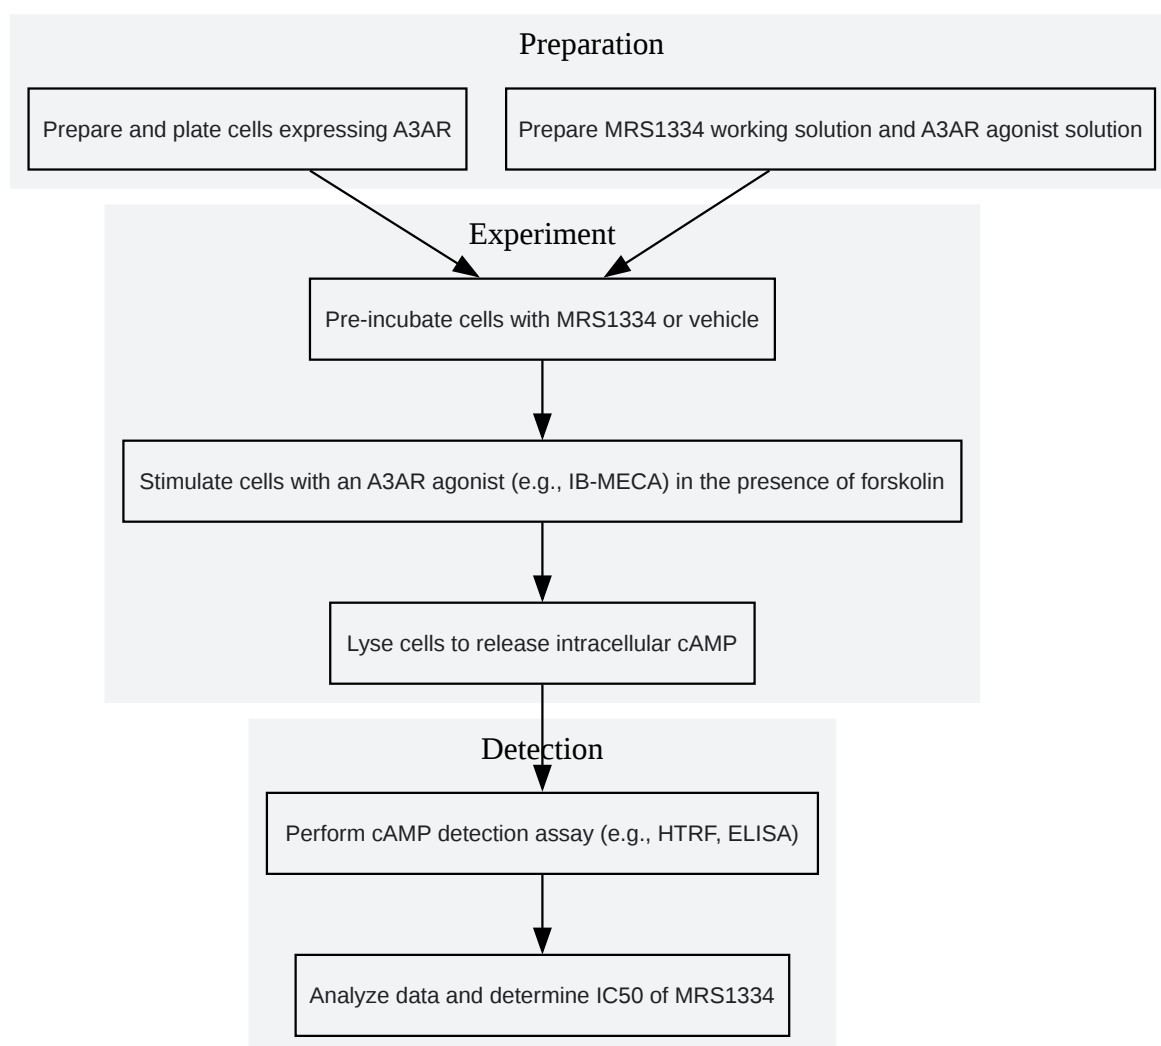 Preparation
Prepare and plate cells expressing A3AR
Prepare MRS1334 working solution and A3AR agonist solution
Experiment
Pre-incubate cells with MRS1334 or vehicle
Stimulate cells with an A3AR agonist (e.g., IB-MECA) in the presence of forskolin
Lyse cells to release intracellular cAMP
Detection
Perform cAMP detection assay (e.g., HTRF, ELISA)
Analyze data and determine IC50 of MRS1334